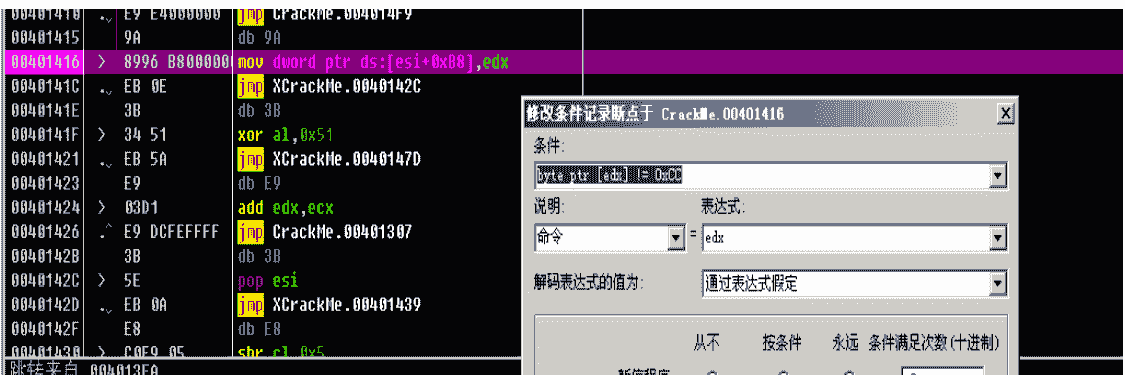 00401410 ., E9 E4000000 jmp CrackMe.004014F9
00401415 9A db 9A
00401416 > 8996 B800000 mov dword ptr ds:[esi+0xB8],edx
0040141C ., EB 0E jmp XCrackMe.0040142C
0040141E 3B db 3B
0040141F > 34 51 xor al,0x51
00401421 ., EB 5A jmp XCrackMe.0040147D
00401423 E9 db E9
00401424 > 03D1 add edx,ecx
00401426 .^ E9 DCFEFFFF jmp CrackMe.00401307
0040142B 3B db 3B
0040142C > 5E pop esi
0040142D ., EB 0A jmp XCrackMe.00401439
0040142F E8 db E8
00401430 > C0E9 05 shr cl,0x5
跳转来自 004013EA
修改条件记录断点于 CrackMe.00401416 X
条件:
byte ptr [edx] != 0xCC
说明: 表达式:
命令 = edx
解码表达式的值为: 通过表达式假定
从不 按条件 永远 条件满足次数(十进制)
暂停程序